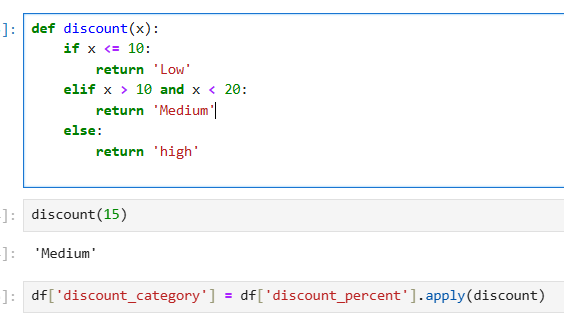 ]: def discount(x):
if x <= 10:
return 'Low'
elif x > 10 and x < 20:
return 'Medium'
else:
return 'high'
]: discount(15)
]: 'Medium'
]: df['discount_category'] = df['discount_percent'].apply(discount)